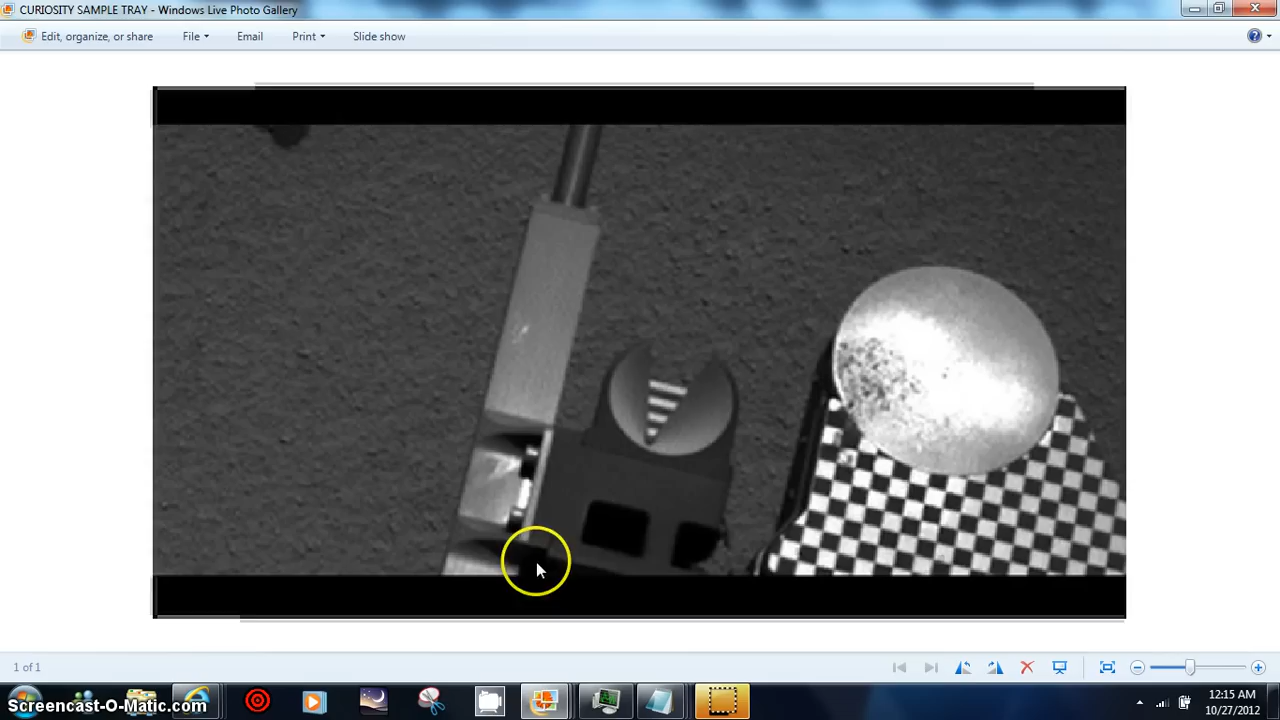 CURIOSITY SAMPLE TRAY - Windows Live Photo Gallery
Edit, organize, or share File Email Print Slide show
1 of 1
Screencast-O-Matic.com
12:15 AM
10/27/2012